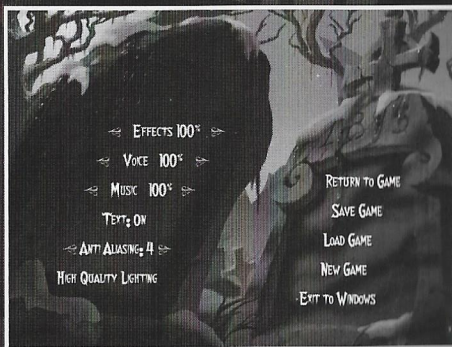 Effects 100%
Voice 100%
Music 100%
Text: On
Anti Aliasing: 4
High Quality Lighting
Return to Game
Save Game
Load Game
New Game
Exit to Windows